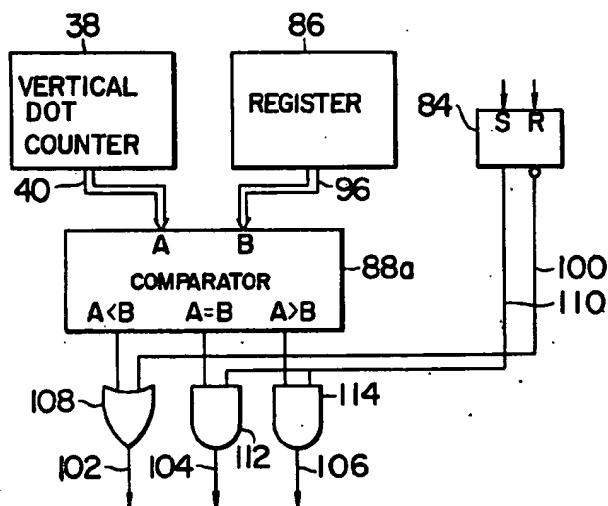 38
86
VERTICAL
DOT
COUNTER
REGISTER
84
S R
40
96
A B
COMPARATOR
88a
A<B A=B A>B
100
110
108
114
112
102
104
106